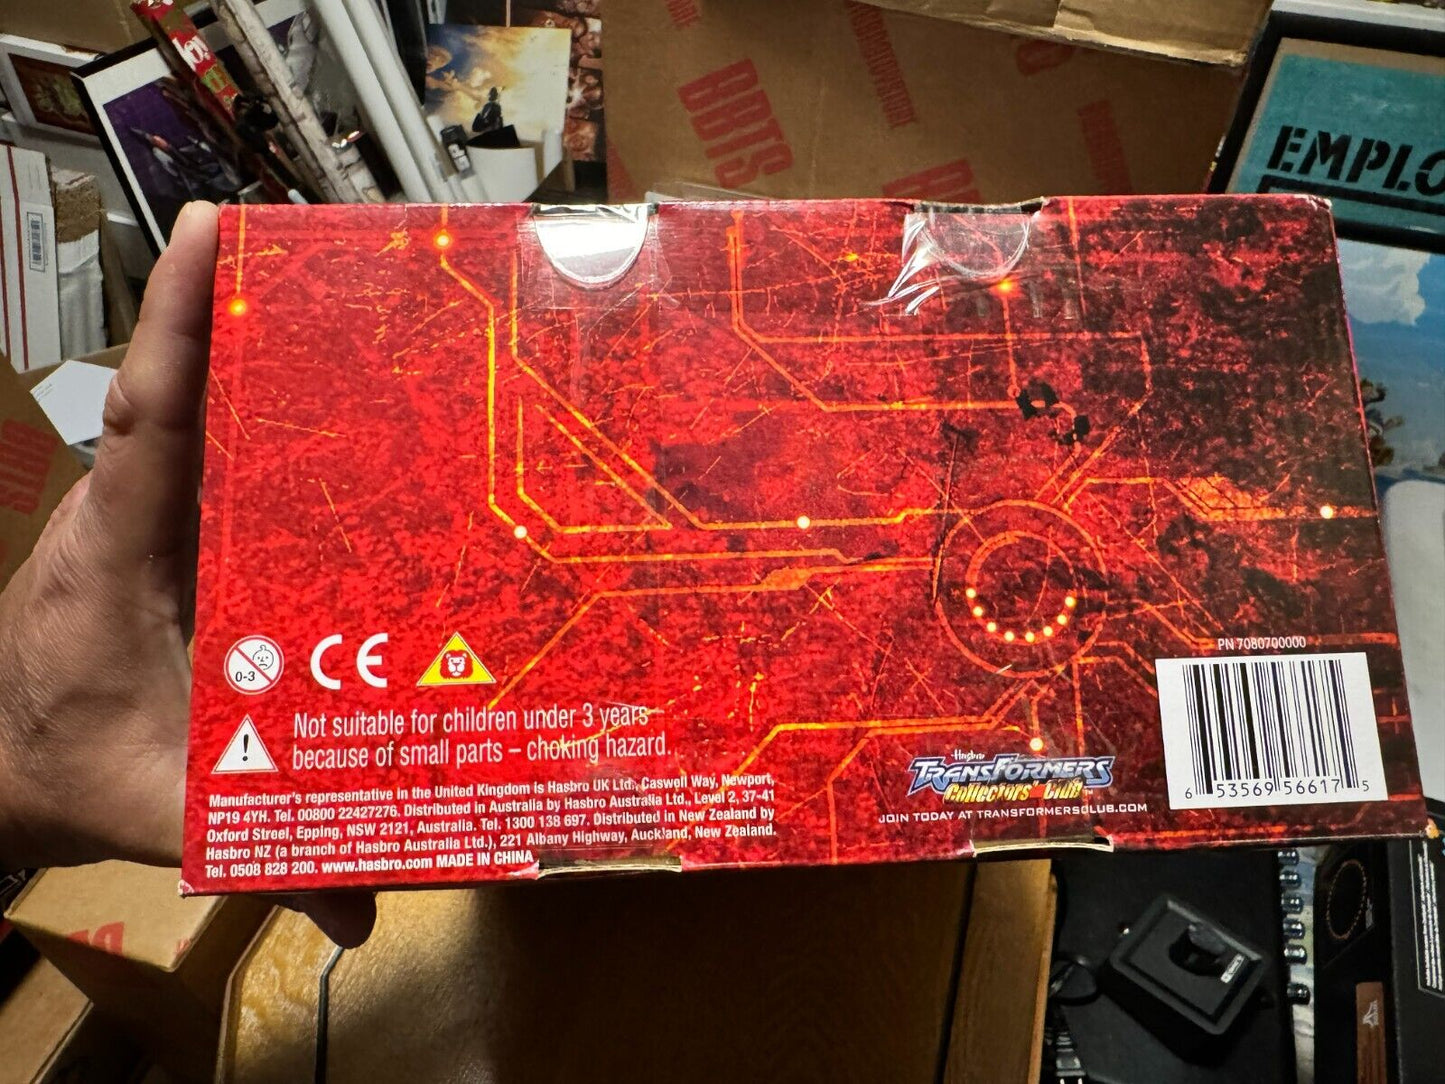 BBTS
BBTS
BBTS
EMPLO
0-3
CE
Not suitable for children under 3 years
because of small parts – choking hazard.
Manufacturer's representative in the United Kingdom is Hasbro UK Ltd., Caswell Way, Newport,
NP19 4YH. Tel. 00800 22427276. Distributed in Australia by Hasbro Australia Ltd., Level 2, 37-41
Oxford Street, Epping, NSW 2121, Australia. Tel. 1300 138 697. Distributed in New Zealand by
Hasbro NZ (a branch of Hasbro Australia Ltd.), 221 Albany Highway, Auckland, New Zealand.
Tel. 0508 828 200. www.hasbro.com MADE IN CHINA
Hasbro
TRANSFORMERS
Collectors' Club
JOIN TODAY AT TRANSFORMERSCLUB.COM
PN 7080700000
6 53569 56617 5